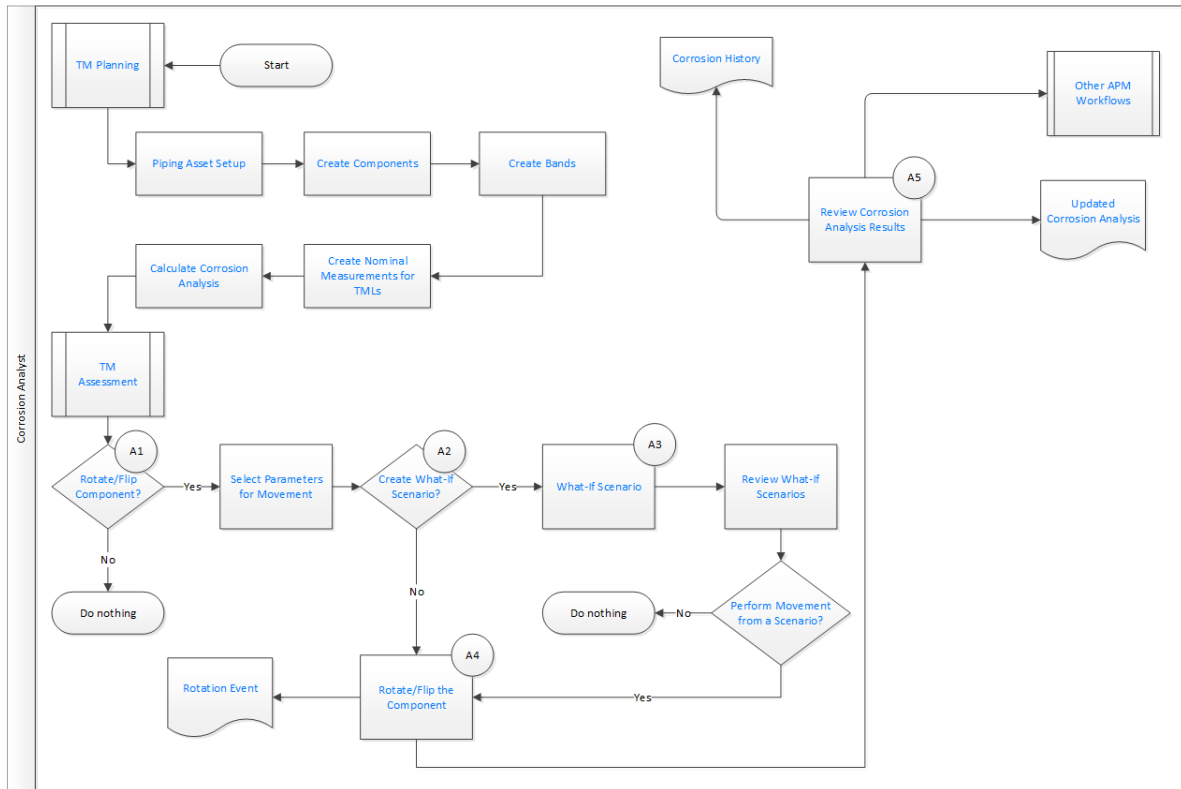 Corrosion Analyst
TM Planning
Start
Corrosion History
Other APM
Workflows
Piping Asset Setup
Create Components
Create Bands
A5
Review Corrosion
Analysis Results
Updated
Corrosion Analysis
Calculate Corrosion
Analysis
Create Nominal
Measurements for
TMLs
TM
Assessment
A1
Rotate/Flip
Component?
Yes
Select Parameters
for Movement
A2
Create What-If
Scenario?
Yes
A3
What-If Scenario
Review What-If
Scenarios
No
Do nothing
No
Do nothing
No
Perform Movement
from a Scenario?
A4
Rotation Event
Rotate/Flip the
Component
Yes